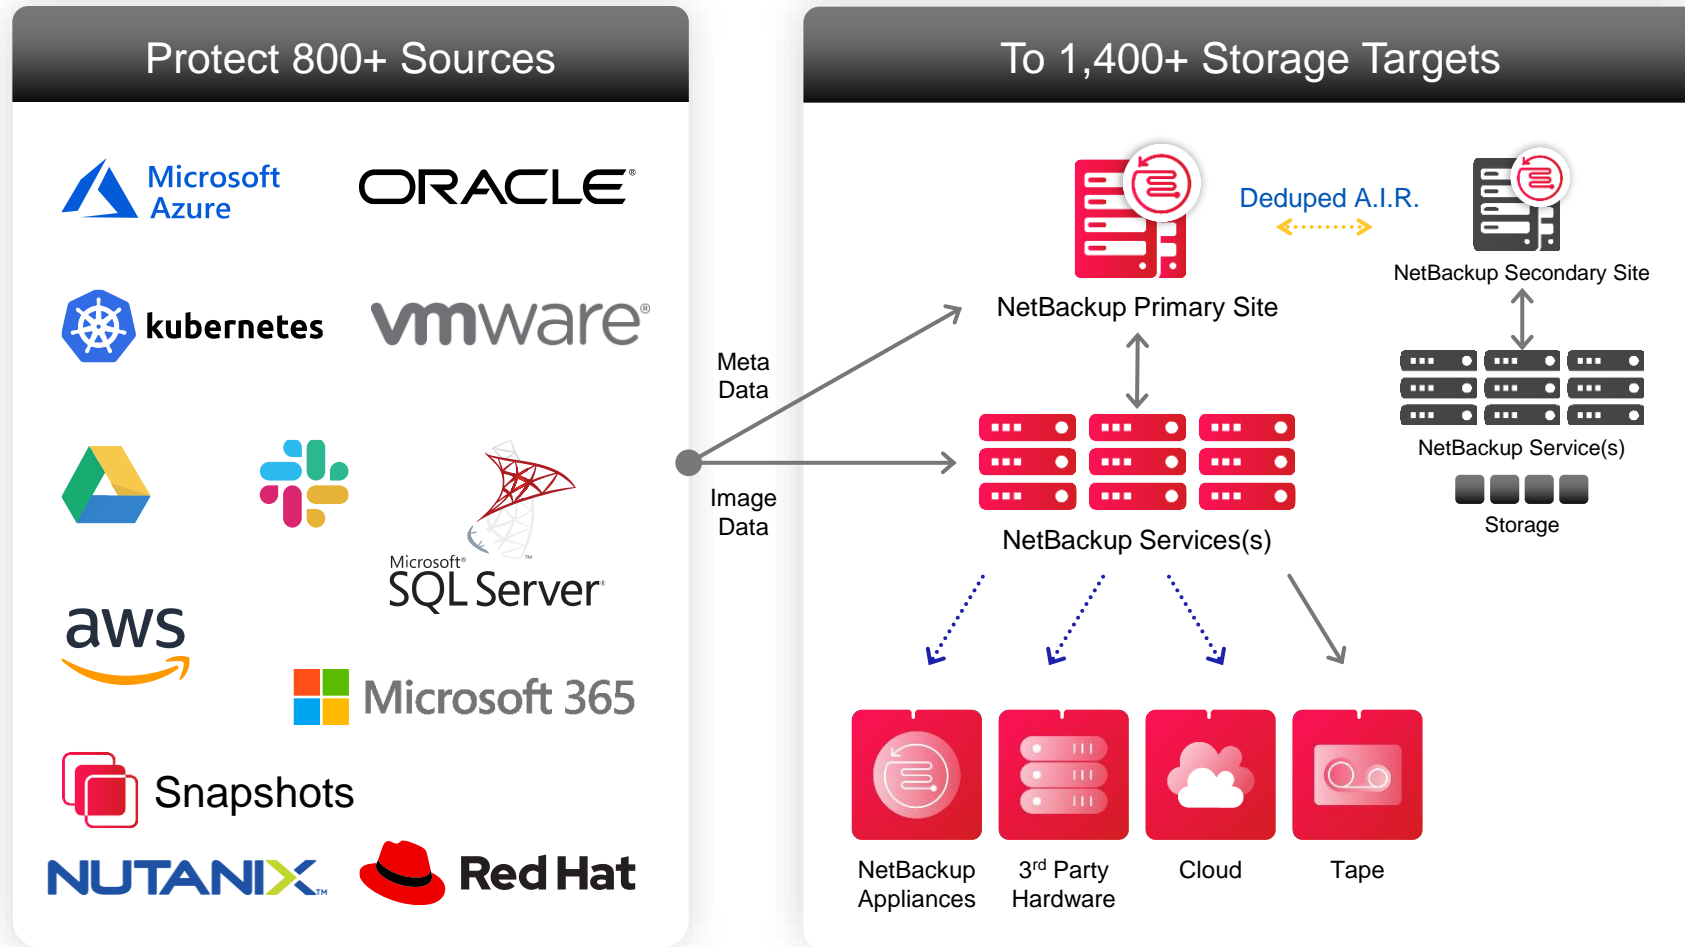 Protect 800+ Sources
Microsoft
Azure
ORACLE®
kubernetes
vmware®
Microsoft®
SQL Server®
™
aws
Microsoft 365
Snapshots
NUTANIX™
Red Hat
Meta
Data
Image
Data
To 1,400+ Storage Targets
Deduped A.I.R.
NetBackup Primary Site
NetBackup Secondary Site
NetBackup Services(s)
NetBackup Service(s)
Storage
NetBackup
Appliances
3rd Party
Hardware
Cloud
Tape